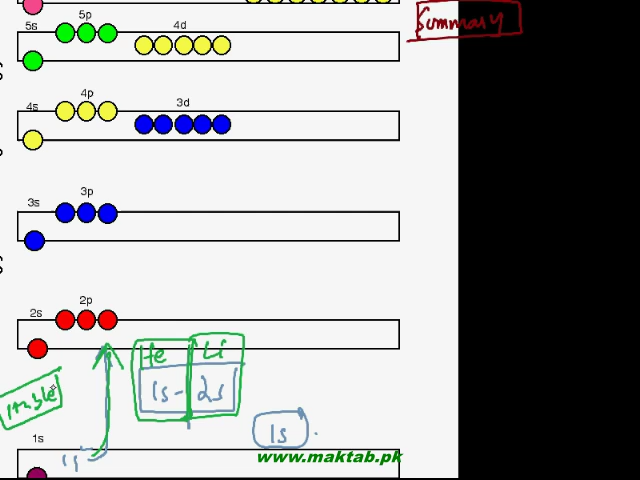 Summary
5s 5p 4d
4s 4p 3d
3s 3p
2s 2p
He Li
1s - 2s
1s
1s
www.maktab.pk